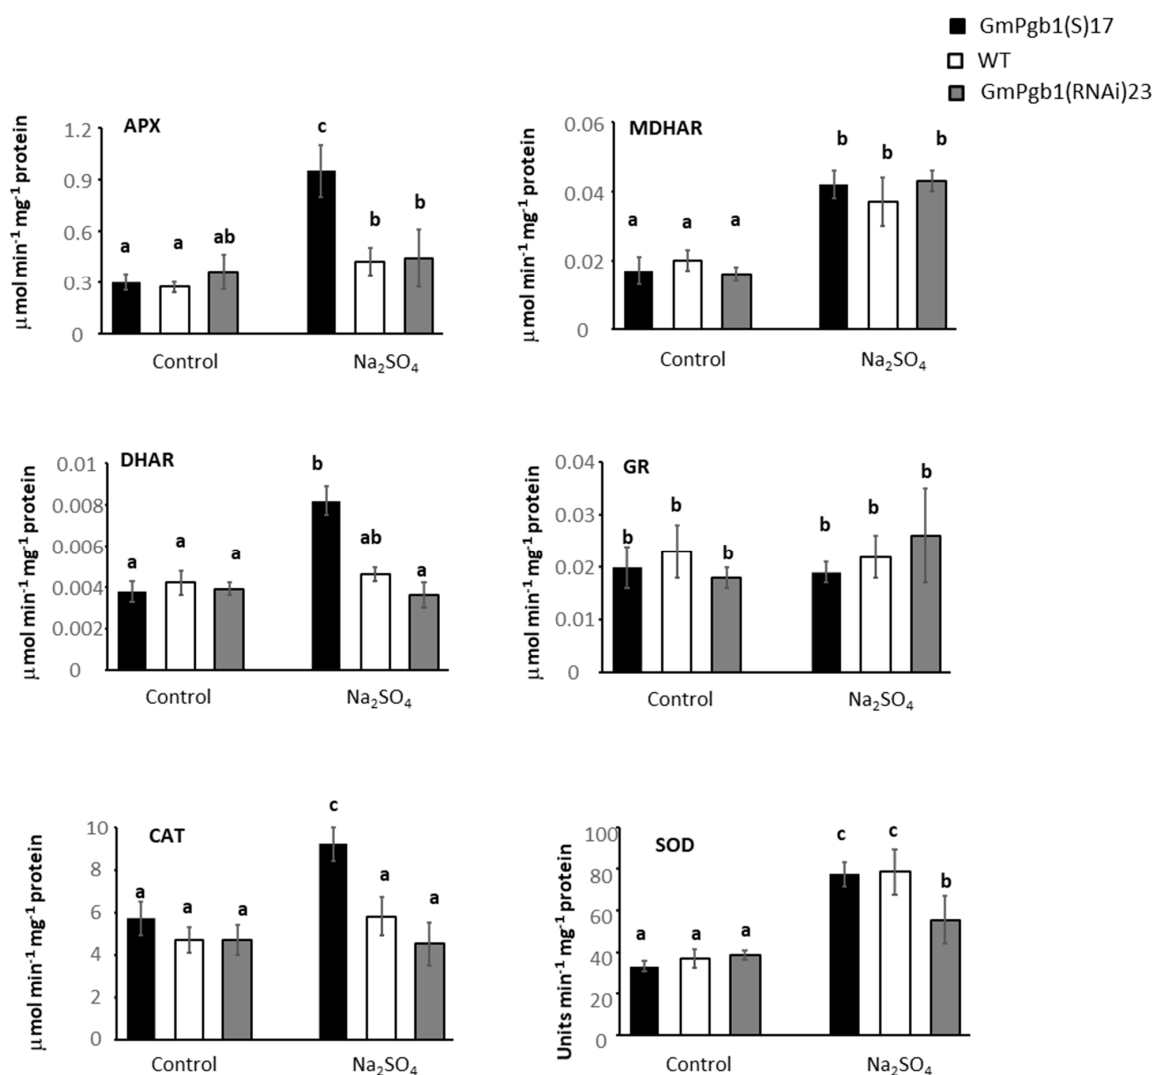 GmPgb1(S)17
WT
GmPgb1(RNAi)23
APX
μmol min⁻¹ mg⁻¹ protein
1.2
0.9
0.6
0.3
0
a
a
ab
c
b
b
Control
Na₂SO₄
MDHAR
μmol min⁻¹ mg⁻¹ protein
0.06
0.04
0.02
0
a
a
a
b
b
b
Control
Na₂SO₄
DHAR
μmol min⁻¹ mg⁻¹ protein
0.01
0.008
0.006
0.004
0.002
0
a
a
a
b
ab
a
Control
Na₂SO₄
GR
μmol min⁻¹ mg⁻¹ protein
0.04
0.03
0.02
0.01
0
b
b
b
b
b
b
Control
Na₂SO₄
CAT
μmol min⁻¹ mg⁻¹ protein
10
8
6
4
2
0
a
a
a
c
a
a
Control
Na₂SO₄
SOD
Units min⁻¹ mg⁻¹ protein
100
80
60
40
20
0
a
a
a
c
c
b
Control
Na₂SO₄